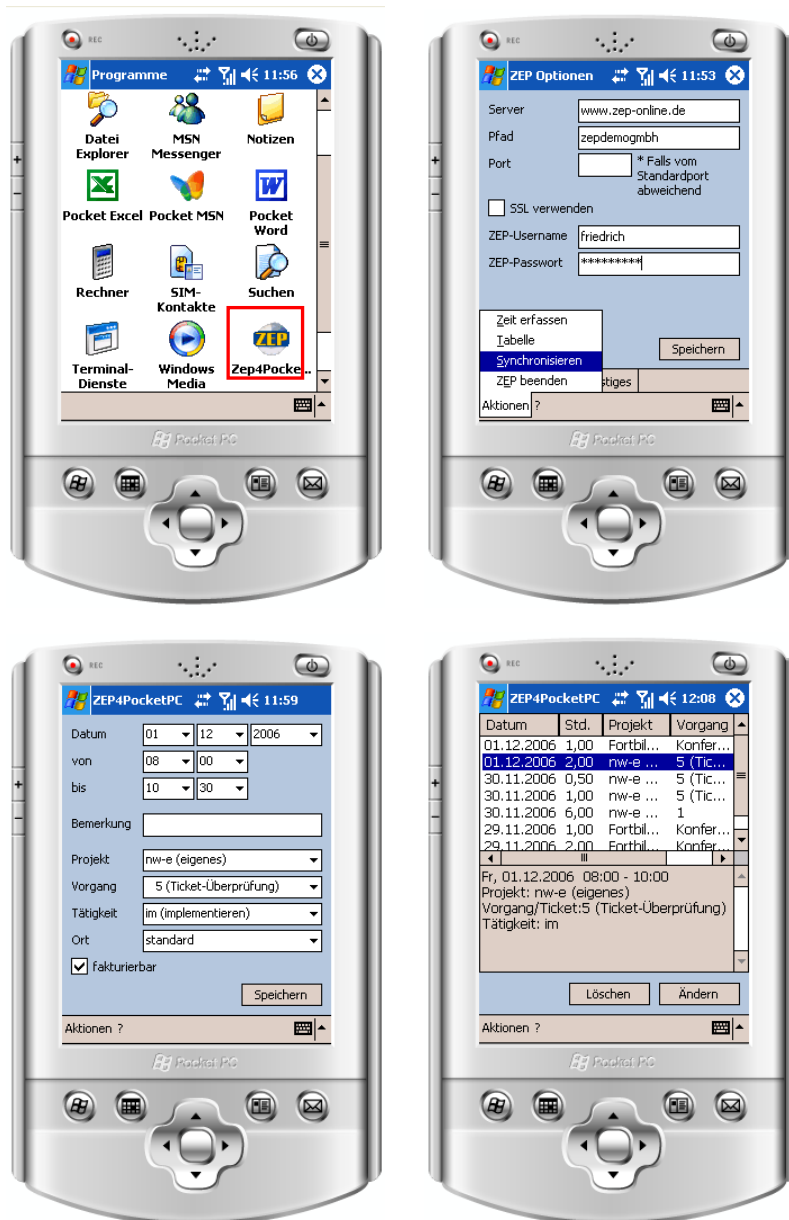 REC
Programme 11:56
Datei Explorer
MSN Messenger
Notizen
Pocket Excel
Pocket MSN
Pocket Word
Rechner
SIM-Kontakte
Suchen
Terminal-Dienste
Windows Media
Zep4Pocke...
Pocket PC
REC
ZEP Optionen 11:53
Server www.zep-online.de
Pfad zepdemogmbh
Port * Falls vom
Standardport
abweichend
SSL verwenden
ZEP-Username friedrich
ZEP-Passwort *********
Zeit erfassen
Tabelle
Synchronisieren
ZEP beenden
Speichern
stiges
Aktionen ?
Pocket PC
REC
ZEP4PocketPC 11:59
Datum 01 12 2006
von 08 00
bis 10 30
Bemerkung
Projekt nw-e (eigenes)
Vorgang 5 (Ticket-Überprüfung)
Tätigkeit im (implementieren)
Ort standard
fakturierbar
Speichern
Aktionen ?
Pocket PC
REC
ZEP4PocketPC 12:08
Datum Std. Projekt Vorgang
01.12.2006 1,00 Fortbil... Konfer...
01.12.2006 2,00 nw-e ... 5 (Tic...
30.11.2006 0,50 nw-e ... 5 (Tic...
30.11.2006 1,00 nw-e ... 5 (Tic...
30.11.2006 6,00 nw-e ... 1
29.11.2006 1,00 Fortbil... Konfer...
29.11.2006 2,00 Fortbil... Konfer...
Fr, 01.12.2006 08:00 - 10:00
Projekt: nw-e (eigenes)
Vorgang/Ticket:5 (Ticket-Überprüfung)
Tätigkeit: im
Löschen Ändern
Aktionen ?
Pocket PC